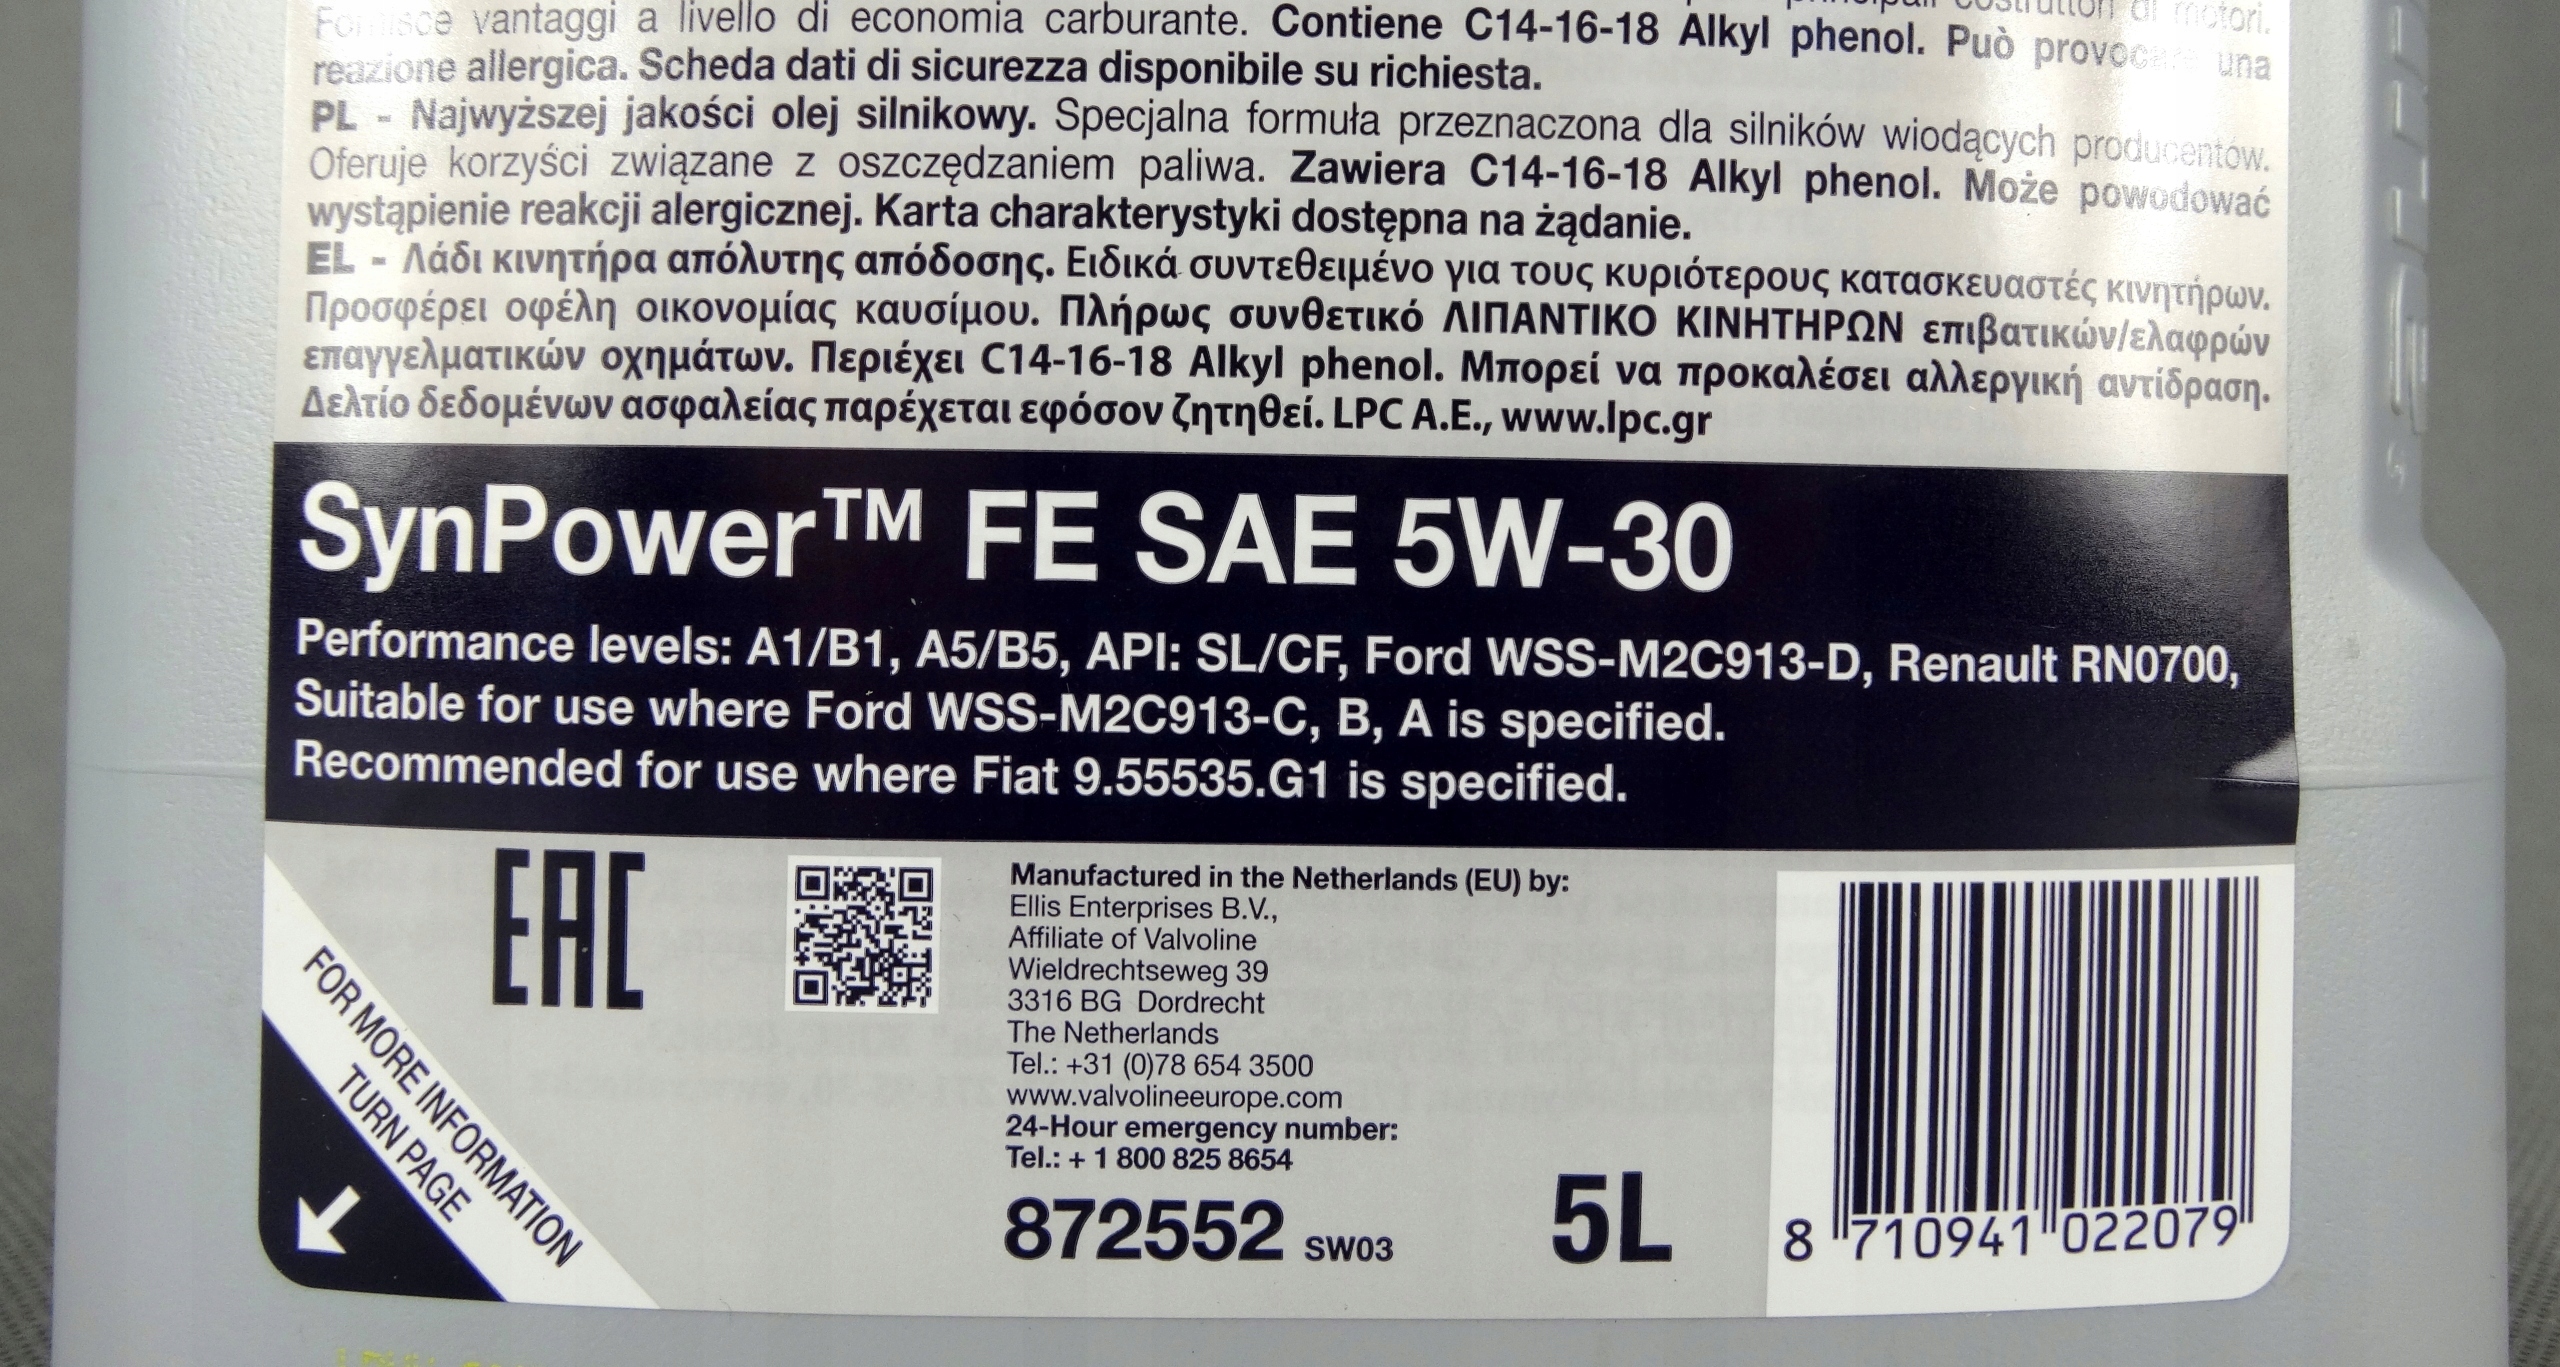 Fornisce vantaggi a livello di economia carburante. Contiene C14-16-18 Alkyl phenol. Può provocare una
reazione allergica. Scheda dati di sicurezza disponibile su richiesta.
PL - Najwyższej jakości olej silnikowy. Specjalna formuła przeznaczona dla silników wiodących producentów.
Oferuje korzyści związane z oszczędzaniem paliwa. Zawiera C14-16-18 Alkyl phenol. Może powodować
wystąpienie reakcji alergicznej. Karta charakterystyki dostępna na żądanie.
EL - Λάδι κινητήρα απόλυτης απόδοσης. Ειδικά συντεθειμένο για τους κυριότερους κατασκευαστές κινητήρων.
Προσφέρει οφέλη οικονομίας καυσίμου. Πλήρως συνθετικό ΛΙΠΑΝΤΙΚΟ ΚΙΝΗΤΗΡΩΝ επιβατικών/ελαφρών
επαγγελματικών οχημάτων. Περιέχει C14-16-18 Alkyl phenol. Μπορεί να προκαλέσει αλλεργική αντίδραση.
Δελτίο δεδομένων ασφαλείας παρέχεται εφόσον ζητηθεί. LPC A.E., www.lpc.gr
SynPower™ FE SAE 5W-30
Performance levels: A1/B1, A5/B5, API: SL/CF, Ford WSS-M2C913-D, Renault RN0700,
Suitable for use where Ford WSS-M2C913-C, B, A is specified.
Recommended for use where Fiat 9.55535.G1 is specified.
EAC
FOR MORE INFORMATION
TURN PAGE
Manufactured in the Netherlands (EU) by:
Ellis Enterprises B.V.,
Affiliate of Valvoline
Wieldrechtseweg 39
3316 BG Dordrecht
The Netherlands
Tel.: +31 (0)78 654 3500
www.valvolineeurope.com
24-Hour emergency number:
Tel.: + 1 800 825 8654
872552 SW03
5L
8 710941 022079